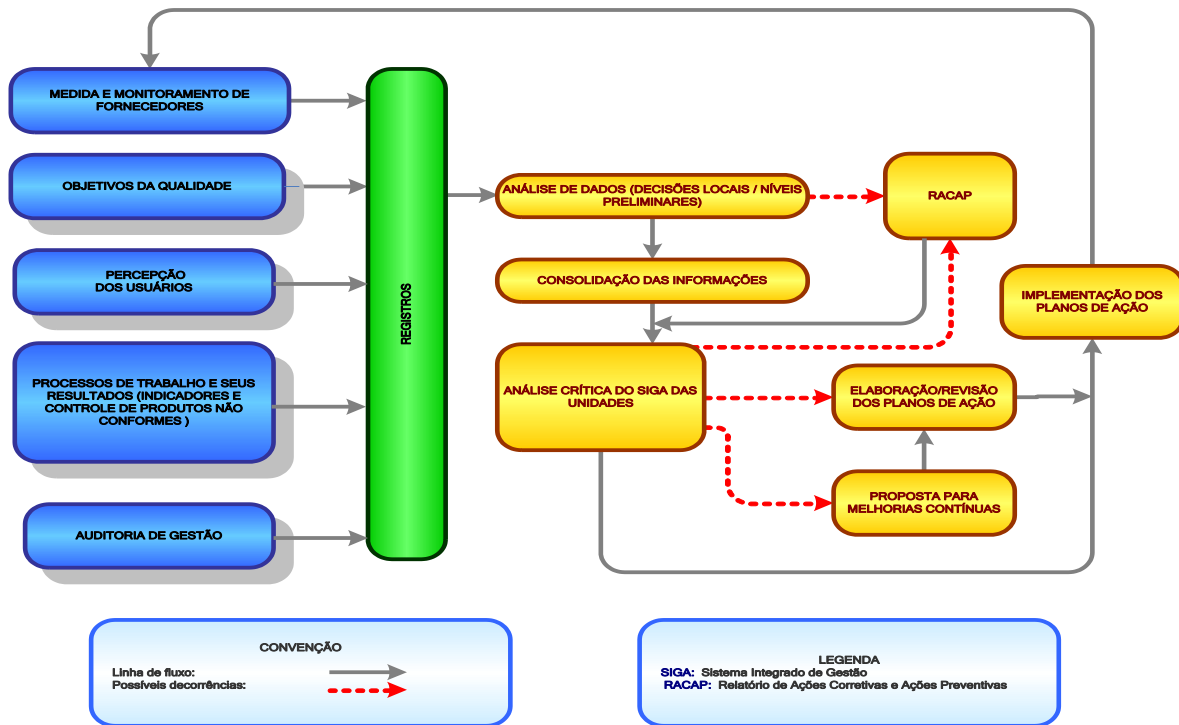 MEDIDA E MONITORAMENTO DE
FORNECEDORES
OBJETIVOS DA QUALIDADE
PERCEPÇÃO
DOS USUÁRIOS
PROCESSOS DE TRABALHO E SEUS
RESULTADOS (INDICADORES E
CONTROLE DE PRODUTOS NÃO
CONFORMES )
AUDITORIA DE GESTÃO
REGISTROS
ANÁLISE DE DADOS (DECISÕES LOCAIS / NÍVEIS
PRELIMINARES)
RACAP
CONSOLIDAÇÃO DAS INFORMAÇÕES
IMPLEMENTAÇÃO DOS
PLANOS DE AÇÃO
ANÁLISE CRÍTICA DO SIGA DAS
UNIDADES
ELABORAÇÃO/REVISÃO
DOS PLANOS DE AÇÃO
PROPOSTA PARA
MELHORIAS CONTÍNUAS
CONVENÇÃO
Linha de fluxo:
Possíveis decorrências:
LEGENDA
SIGA: Sistema Integrado de Gestão
RACAP: Relatório de Ações Corretivas e Ações Preventivas